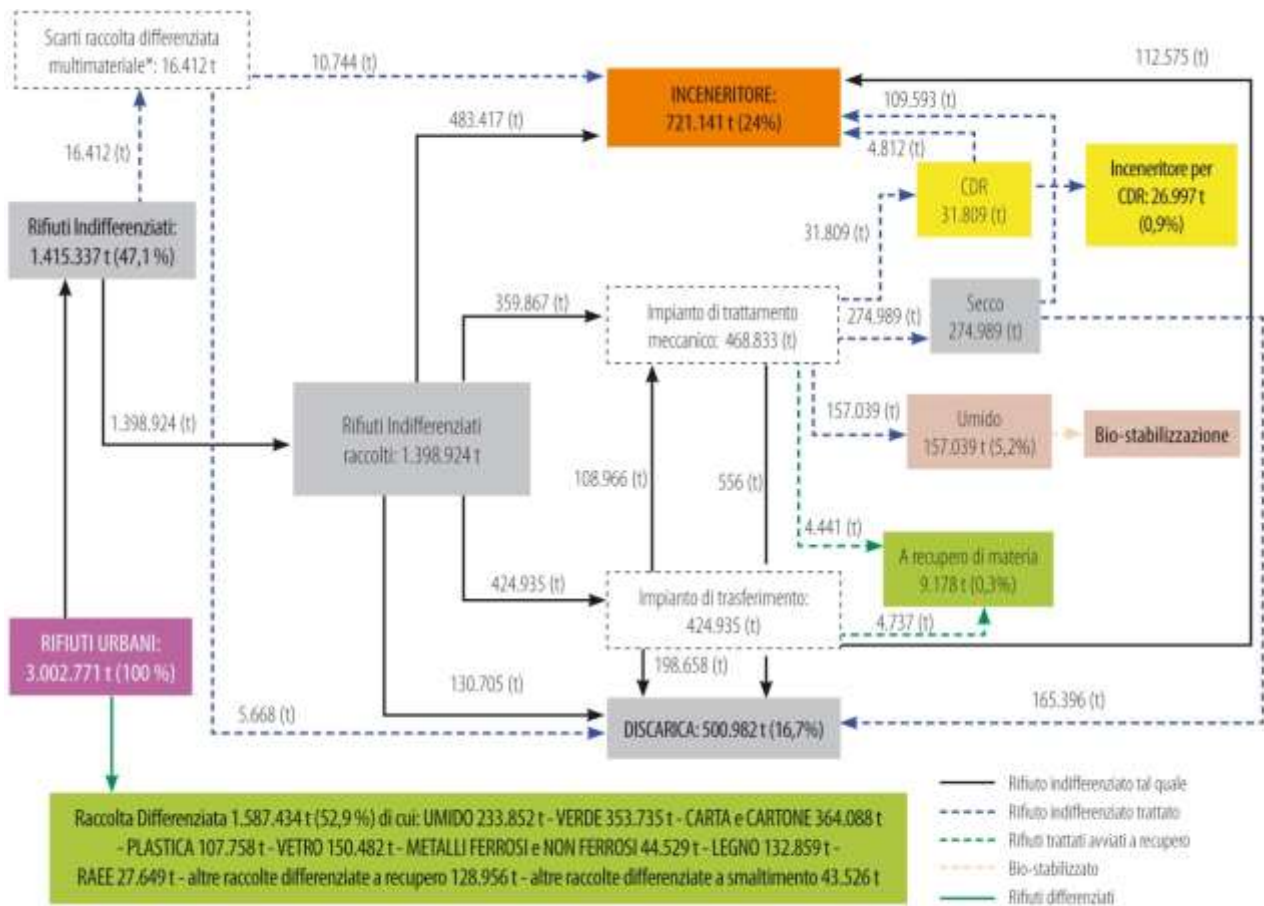 Scarti raccolta differenziata
multimateriale*: 16.412 t
10.744 (t)
112.575 (t)
INCENERITORE:
721.141 t (24%)
109.593 (t)
483.417 (t)
4.812 (t)
16.412 (t)
CDR
31.809 (t)
Inceneritore per
CDR: 26.997 t
(0,9%)
Rifiuti Indifferenziati:
1.415.337 t (47,1 %)
31.809 (t)
359.867 (t)
Impianto di trattamento
meccanico: 468.833 (t)
274.989 (t)
Secco
274.989 (t)
1.398.924 (t)
Rifiuti Indifferenziati
raccolti: 1.398.924 t
157.039 (t)
Umido
157.039 t (5,2%)
Bio-stabilizzazione
108.966 (t)
556 (t)
4.441 (t)
A recupero di materia
9.178 t (0,3%)
424.935 (t)
Impianto di trasferimento:
424.935 (t)
4.737 (t)
RIFIUTI URBANI:
3.002.771 t (100 %)
198.658 (t)
130.705 (t)
165.396 (t)
5.668 (t)
DISCARICA: 500.982 t (16,7%)
Raccolta Differenziata 1.587.434 t (52,9 %) di cui: UMIDO 233.852 t - VERDE 353.735 t - CARTA e CARTONE 364.088 t
- PLASTICA 107.758 t - VETRO 150.482 t - METALLI FERROSI e NON FERROSI 44.529 t - LEGNO 132.859 t -
RAEE 27.649 t - altre raccolte differenziate a recupero 128.956 t - altre raccolte differenziate a smaltimento 43.526 t
Rifiuto indifferenziato tal quale
Rifiuto indifferenziato trattato
Rifiuti trattati avviati a recupero
Bio-stabilizzato
Rifiuti differenziati